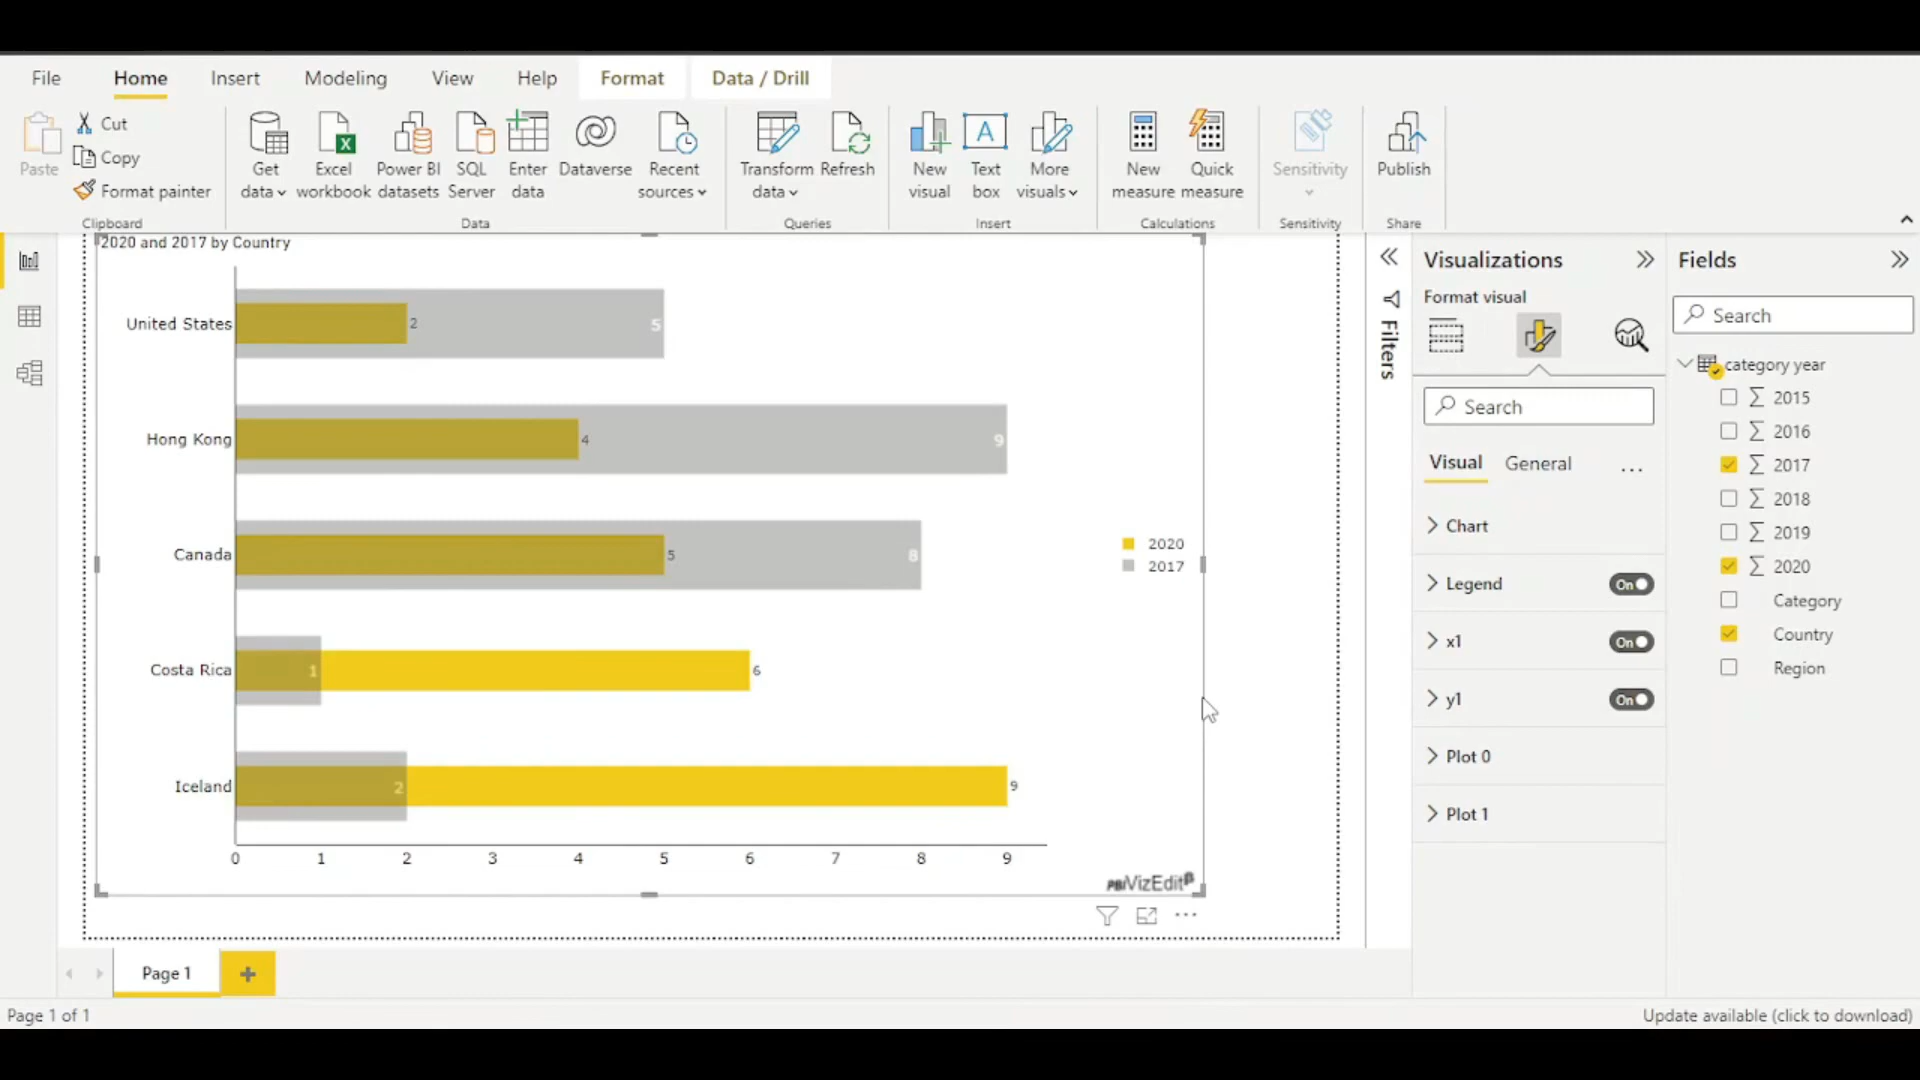 File Home Insert Modeling View Help Format Data / Drill
Paste
Cut
Copy
Format painter
Clipboard
Get data
Excel workbook
Power BI datasets
SQL Server
Enter data
Dataverse
Recent sources
Data
Transform data
Refresh
Queries
New visual
Text box
More visuals
Insert
New measure
Quick measure
Calculations
Sensitivity
Sensitivity
Publish
Share
2020 and 2017 by Country
United States 2 5
Hong Kong 4 9
Canada 5 8
Costa Rica 1 6
Iceland 2 9
0 1 2 3 4 5 6 7 8 9
2020
2017
PBIVizEditβ
Filters
Visualizations
Format visual
Search
Visual General ...
Chart
Legend On
x1 On
y1 On
Plot 0
Plot 1
Fields
Search
category year
2015
2016
2017
2018
2019
2020
Category
Country
Region
Page 1
Page 1 of 1
Update available (click to download)